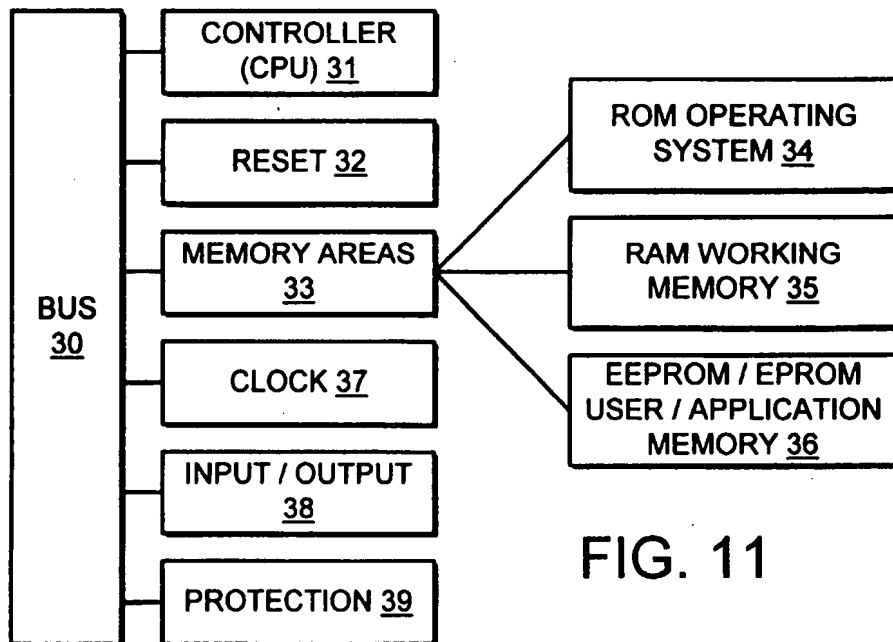 BUS
30
CONTROLLER
(CPU) 31
RESET 32
MEMORY AREAS
33
CLOCK 37
INPUT / OUTPUT
38
PROTECTION 39
ROM OPERATING
SYSTEM 34
RAM WORKING
MEMORY 35
EEPROM / EPROM
USER / APPLICATION
MEMORY 36
FIG. 11